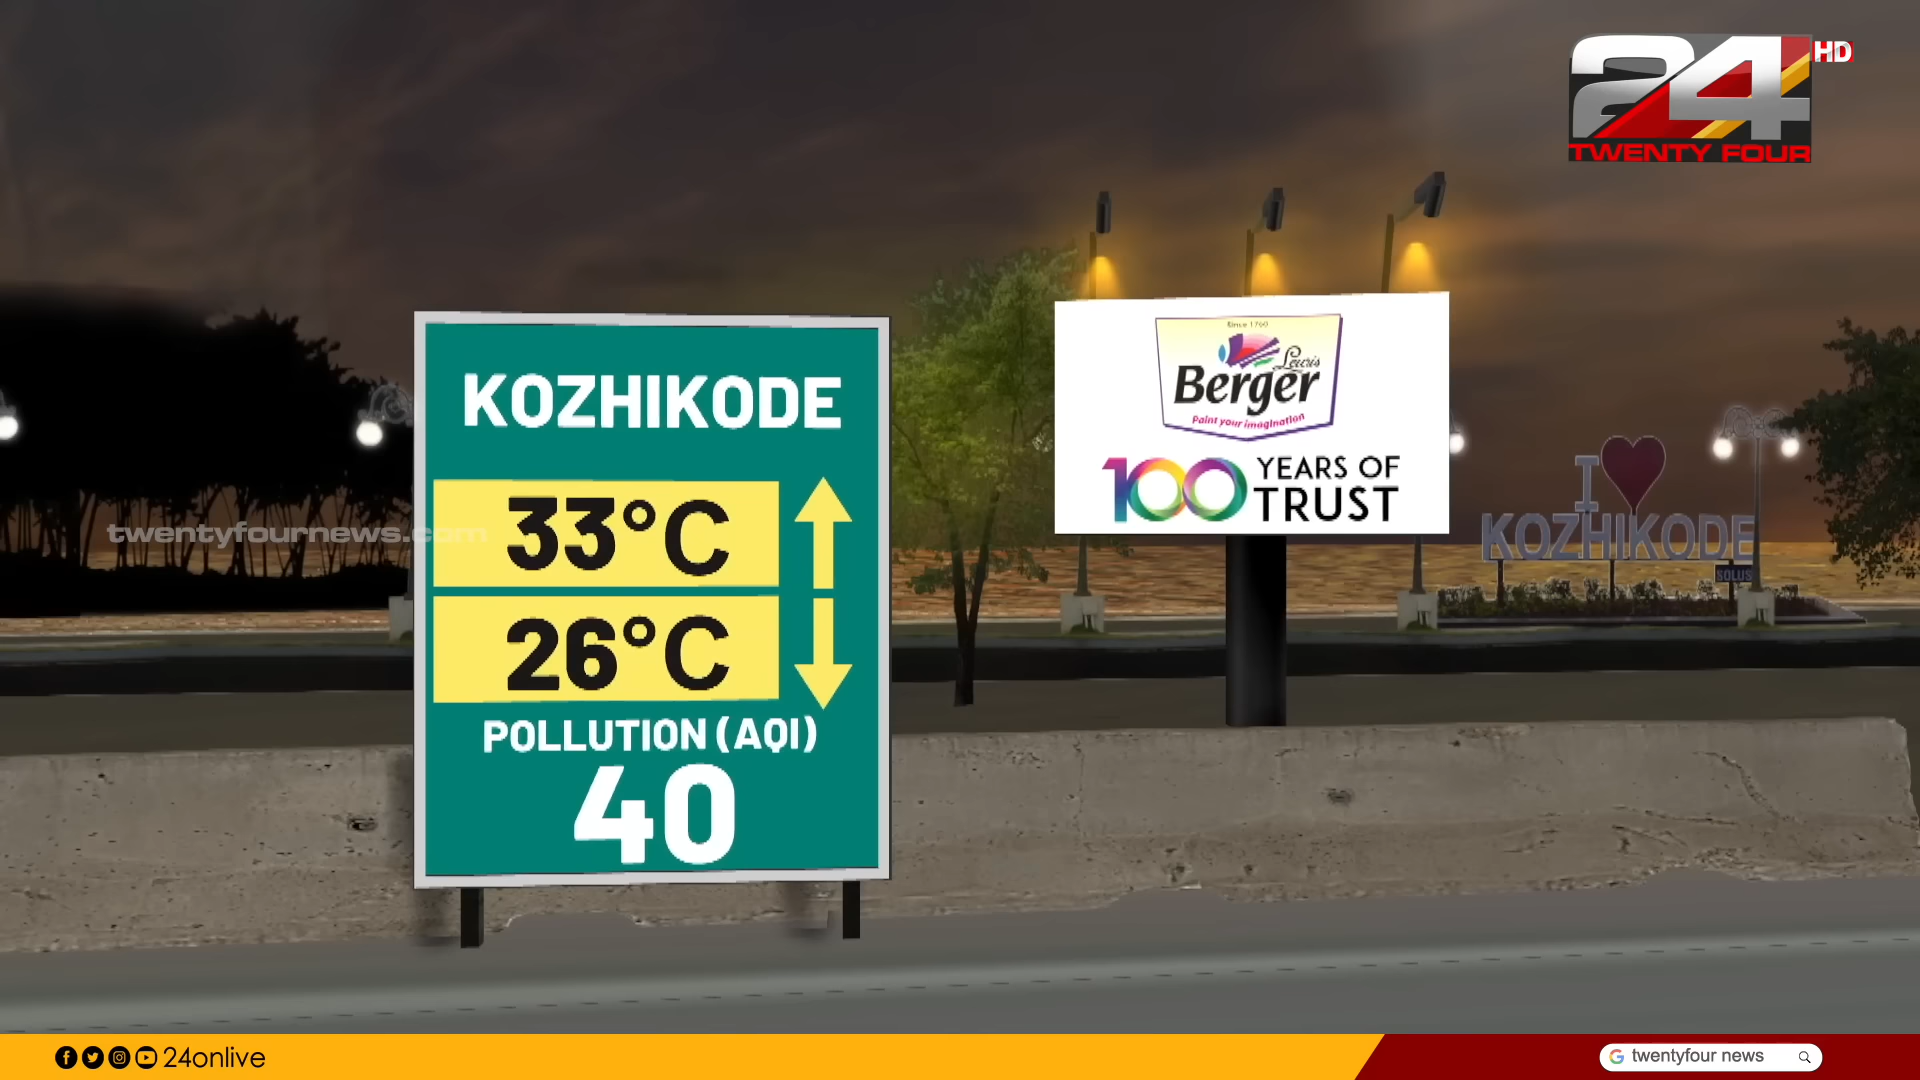 24
HD
TWENTY FOUR
KOZHIKODE
33°C
26°C
POLLUTION (AQI)
40
twentyfournews.com
Since 1760
Lewis
Berger
Paint your imagination
100 YEARS OF
TRUST
I
KOZHIKODE
SOLUS
24onlive
twentyfour news